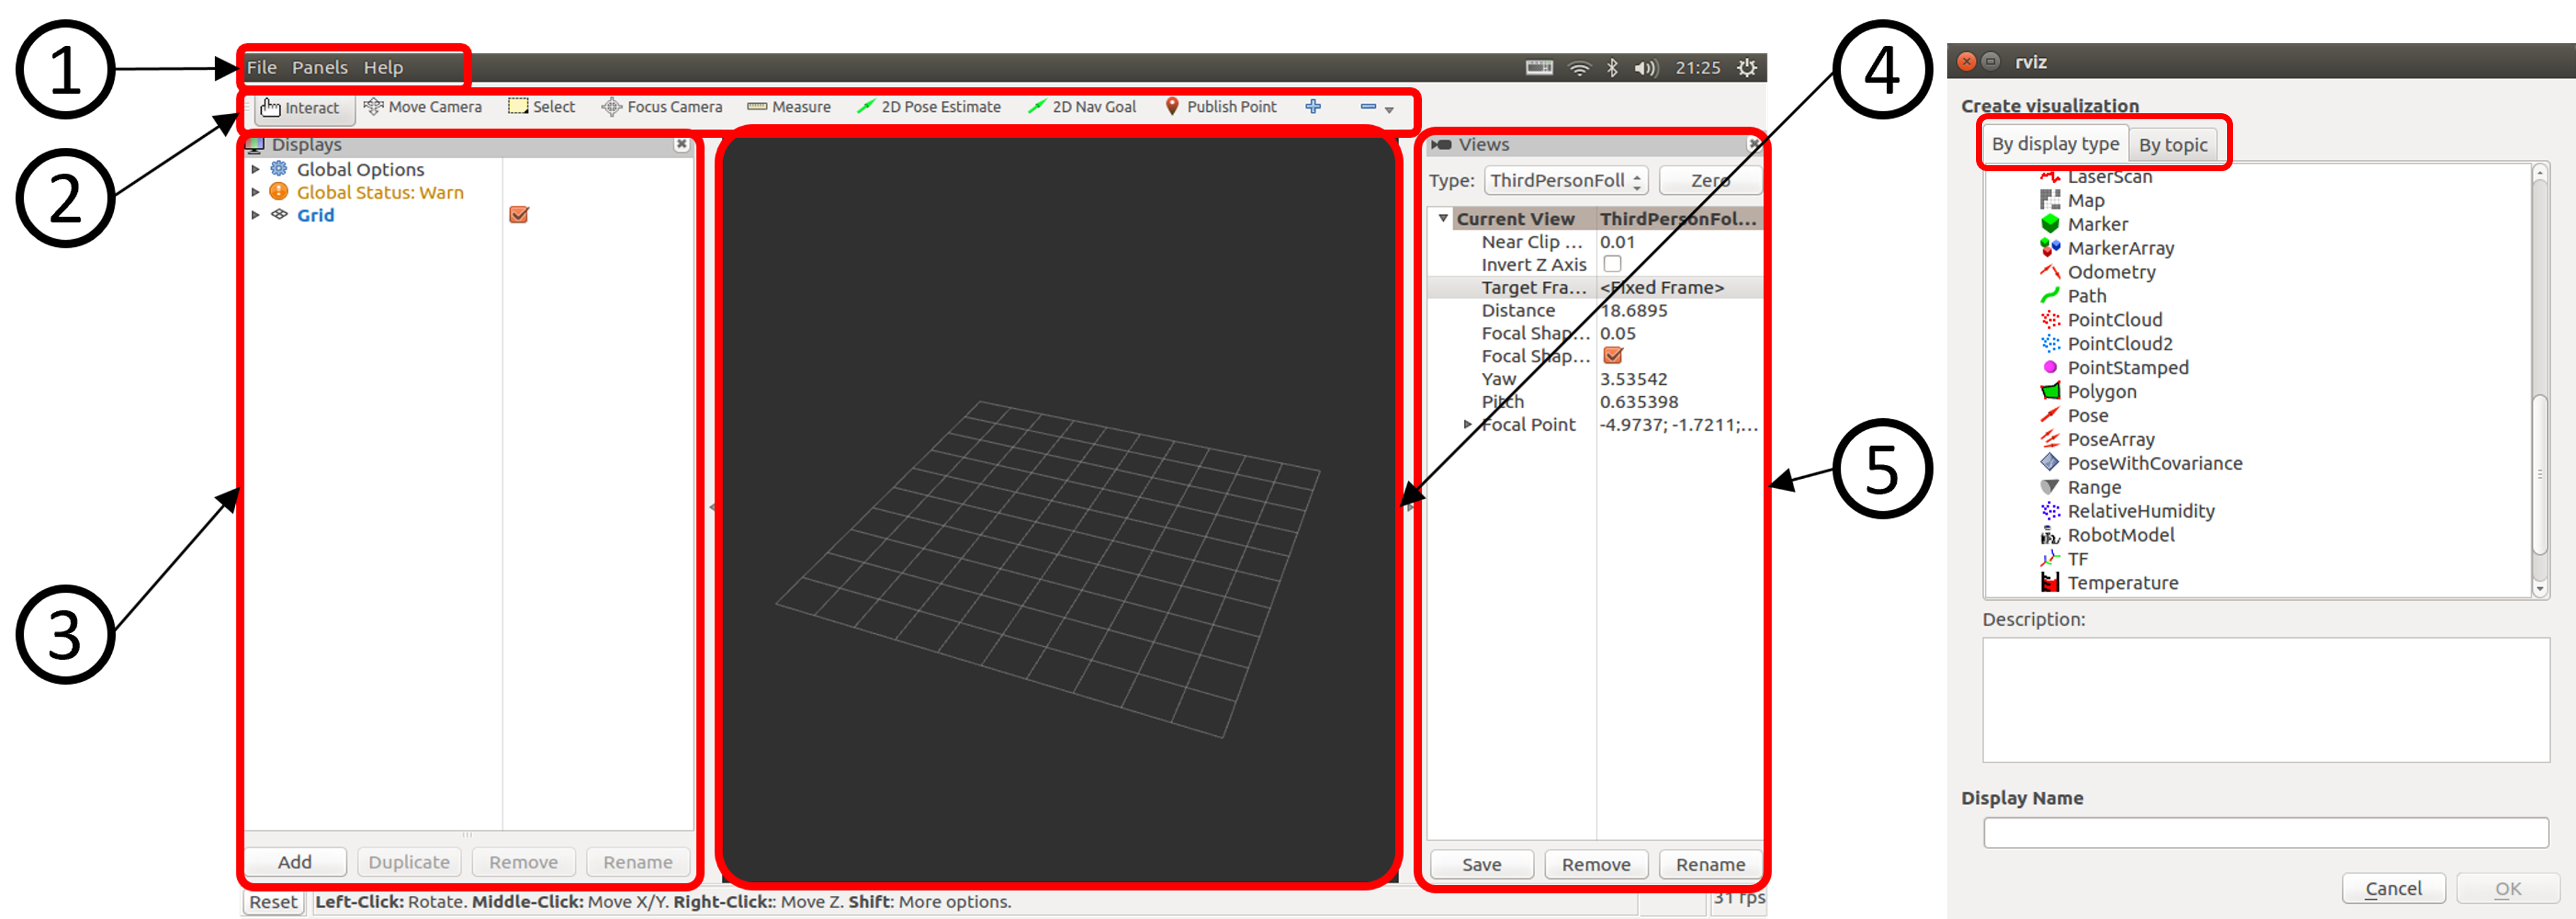 1
File Panels Help
21:25
4
2
Interact Move Camera Select Focus Camera Measure 2D Pose Estimate 2D Nav Goal Publish Point
Displays
Global Options
Global Status: Warn
Grid
3
Add Duplicate Remove Rename
Reset Left-Click: Rotate. Middle-Click: Move X/Y. Right-Click:: Move Z. Shift: More options.
31 fps
Views
Type: ThirdPersonFoll Zero
Current View ThirdPersonFol...
Near Clip ... 0.01
Invert Z Axis
Target Fra... <Fixed Frame>
Distance 18.6895
Focal Shap... 0.05
Focal Shap...
Yaw 3.53542
Pitch 0.635398
Focal Point -4.9737; -1.7211;...
Save Remove Rename
5
rviz
Create visualization
By display type By topic
LaserScan
Map
Marker
MarkerArray
Odometry
Path
PointCloud
PointCloud2
PointStamped
Polygon
Pose
PoseArray
PoseWithCovariance
Range
RelativeHumidity
RobotModel
TF
Temperature
Description:
Display Name
Cancel OK